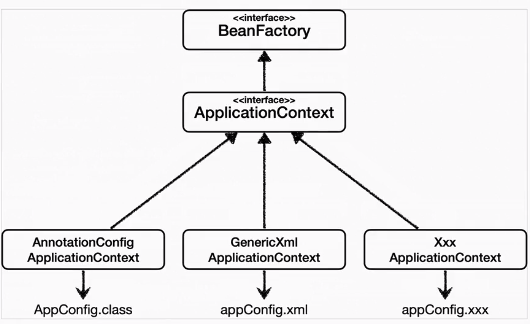 <<interface>>
BeanFactory
<<interface>>
ApplicationContext
AnnotationConfig
ApplicationContext
GenericXml
ApplicationContext
Xxx
ApplicationContext
AppConfig.class
appConfig.xml
appConfig.xxx